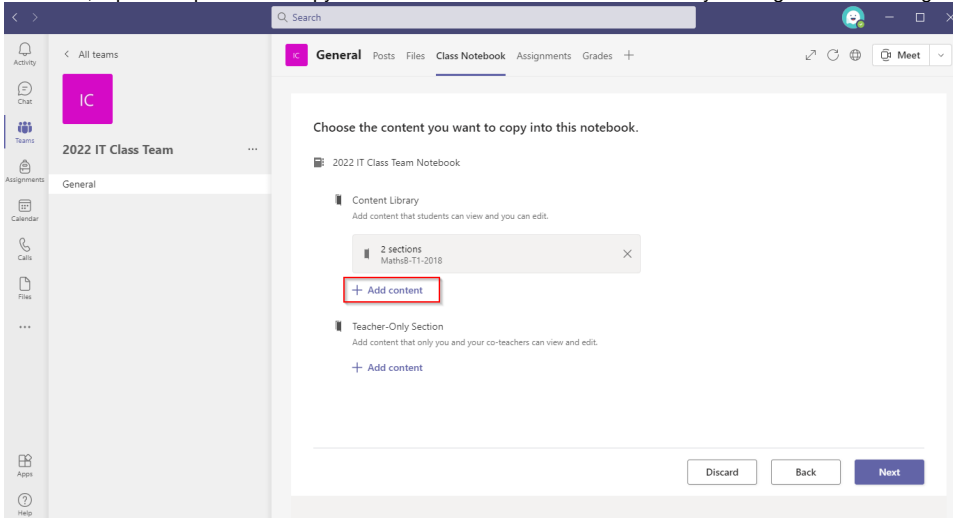 Search
Activity
Chat
Teams
Assignments
Calendar
Calls
Files
Apps
Help
All teams
IC
2022 IT Class Team
General
IC General Posts Files Class Notebook Assignments Grades
Meet
Choose the content you want to copy into this notebook.
2022 IT Class Team Notebook
Content Library
Add content that students can view and you can edit.
2 sections
MathsB-T1-2018
+ Add content
Teacher-Only Section
Add content that only you and your co-teachers can view and edit.
+ Add content
Discard Back Next